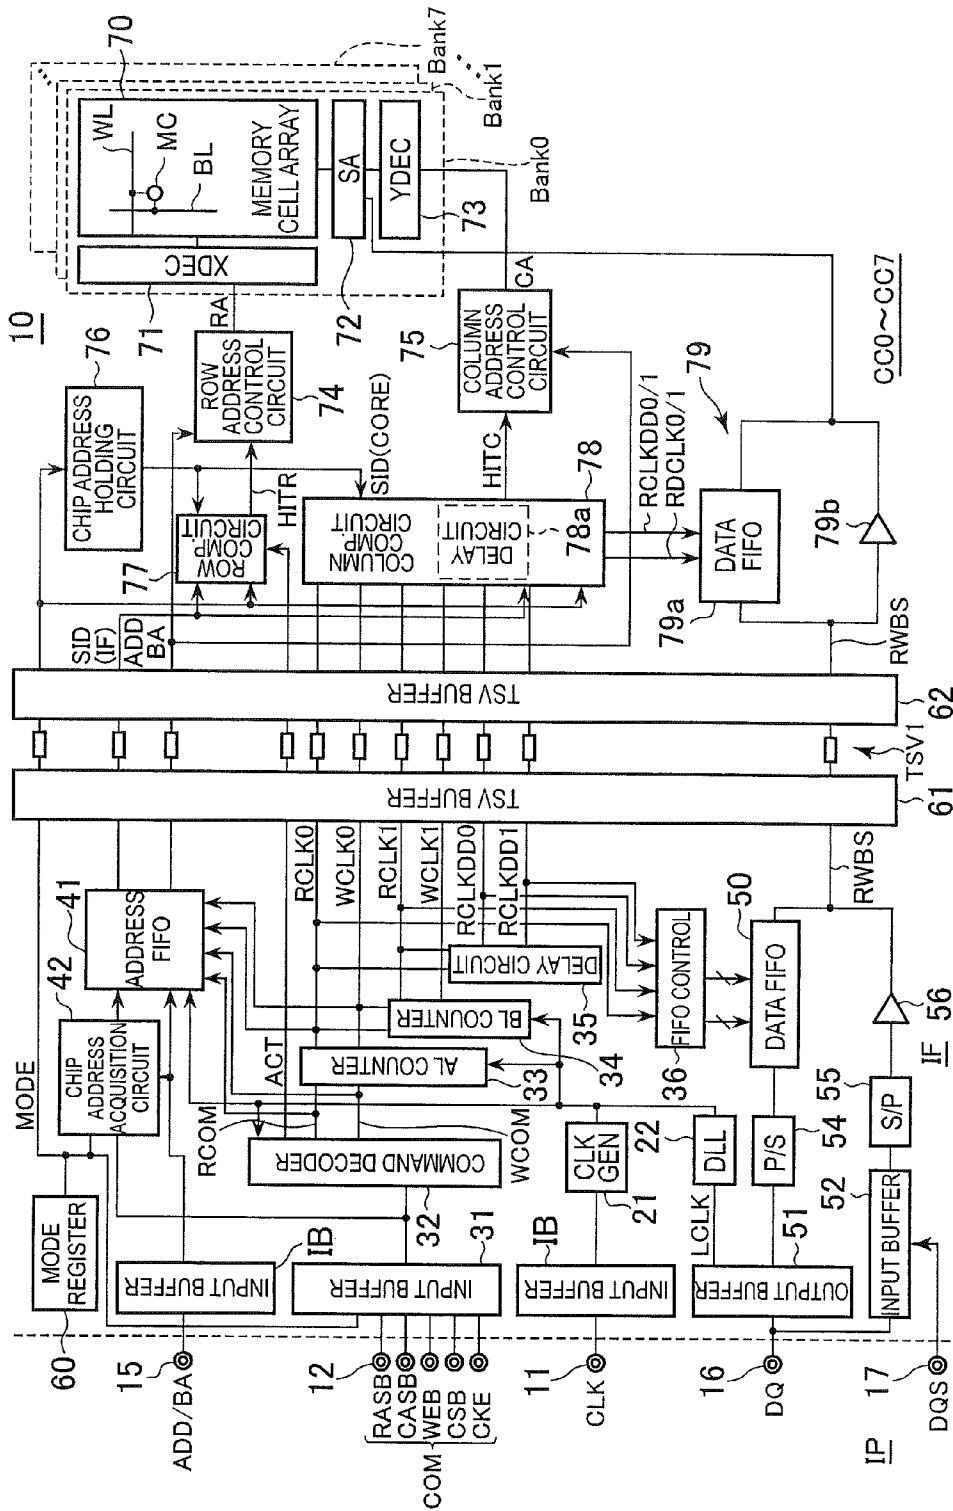 10
MODE REGISTER
60
15
ADD/BA
INPUT BUFFER
IB
CHIP
ADDRESS
ACQUISITION
CIRCUIT
42
ADDRESS
FIFO
41
MODE
SID
(IF)
ADD
BA
CHIP ADDRESS
HOLDING
CIRCUIT
76
ROW
COMP.
CIRCUIT
77
HITR
ROW
ADDRESS
CONTROL
CIRCUIT
74
RA
XDEC
71
WL
MC
BL
MEMORY
CELL ARRAY
70
SA
72
YDEC
73
Bank0
Bank1
Bank7
12
RASB
CASB
WEB
CSB
CKE
COM
INPUT BUFFER
31
COMMAND DECODER
32
RCOM
WCOM
ACT
AL COUNTER
33
BL COUNTER
34
DELAY CIRCUIT
35
RCLK0
WCLK0
RCLK1
WCLK1
RCLKDD0
RCLKDD1
TSV BUFFER
61
TSV BUFFER
62
TSV1
SID(CORE)
COLUMN
COMP.
CIRCUIT
DELAY
CIRCUIT
78a
78
HITC
COLUMN
ADDRESS
CONTROL
CIRCUIT
75
CA
11
CLK
INPUT BUFFER
IB
CLK
GEN
21
DLL
22
LCLK
FIFO CONTROL
36
RCLKDD0/1
RDCLK0/1
79
DATA
FIFO
79a
79b
16
DQ
OUTPUT BUFFER
51
P/S
54
DATA FIFO
50
RWBS
RWBS
17
DQS
INPUT BUFFER
52
S/P
55
56
IP
IF
CC0～CC7